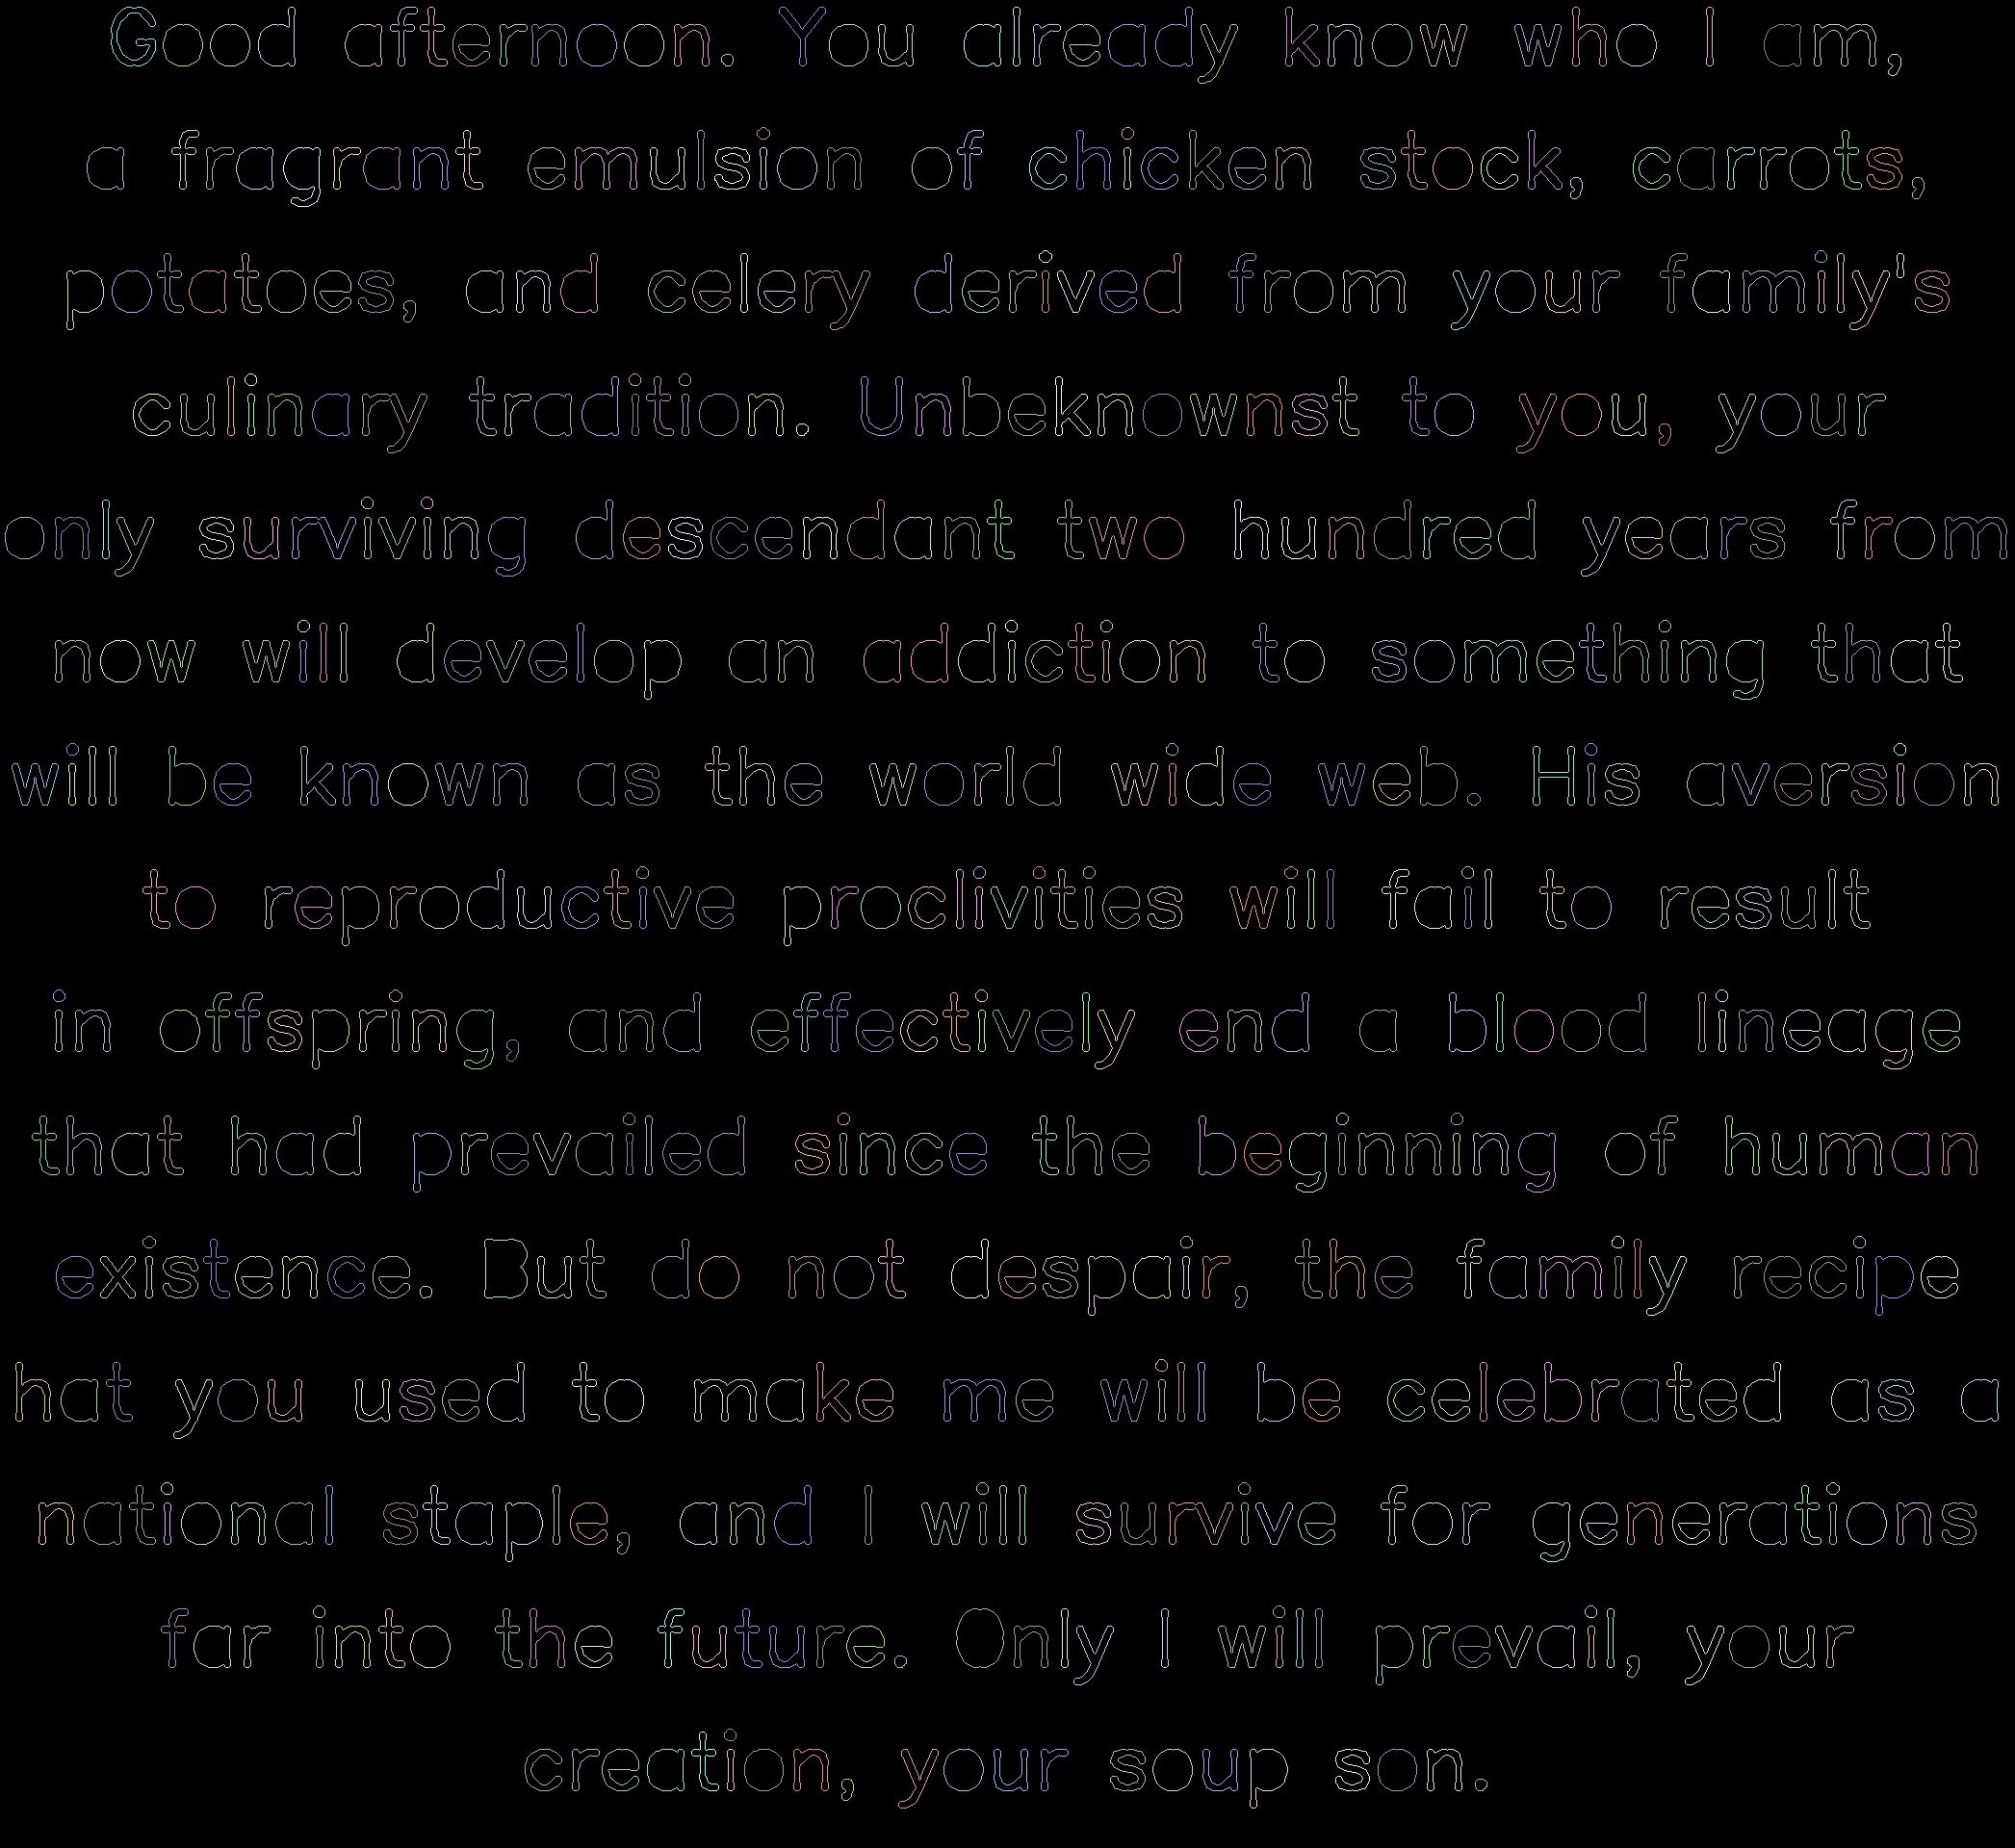 Good afternoon. You already know who I am,
a fragrant emulsion of chicken stock, carrots,
potatoes, and celery derived from your family's
culinary tradition. Unbeknownst to you, your
only surviving descendant two hundred years from
now will develop an addiction to something that
will be known as the world wide web. His aversion
to reproductive proclivities will fail to result
in offspring, and effectively end a blood lineage
that had prevailed since the beginning of human
existence. But do not despair, the family recipe
hat you used to make me will be celebrated as a
national staple, and I will survive for generations
far into the future. Only I will prevail, your
creation, your soup son.